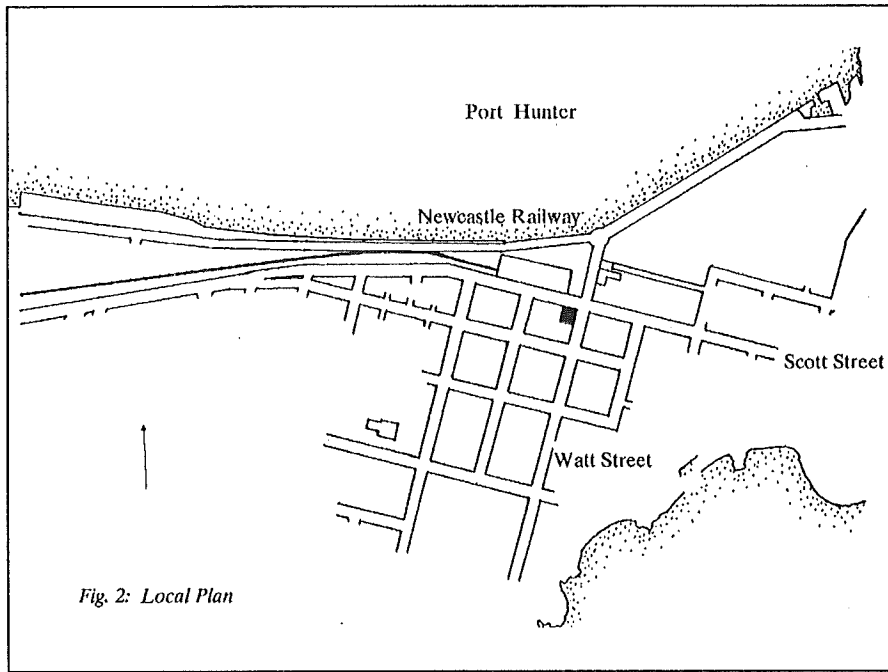 Port Hunter
Newcastle Railway
Scott Street
Watt Street
Fig. 2: Local Plan